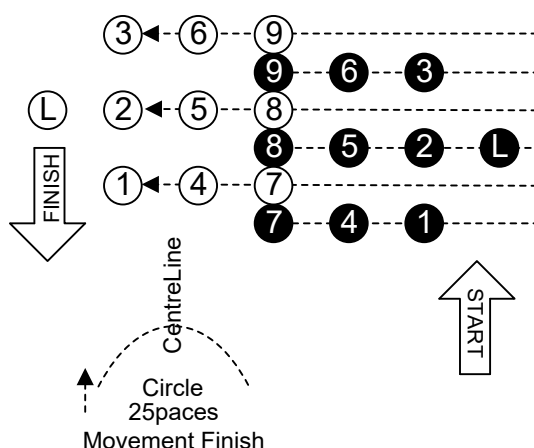 3 6 9
9 6 3
L 2 5 8
8 5 2 L
1 4 7
7 4 1
FINISH
START
CentreLine
Circle
25paces
Movement Finish